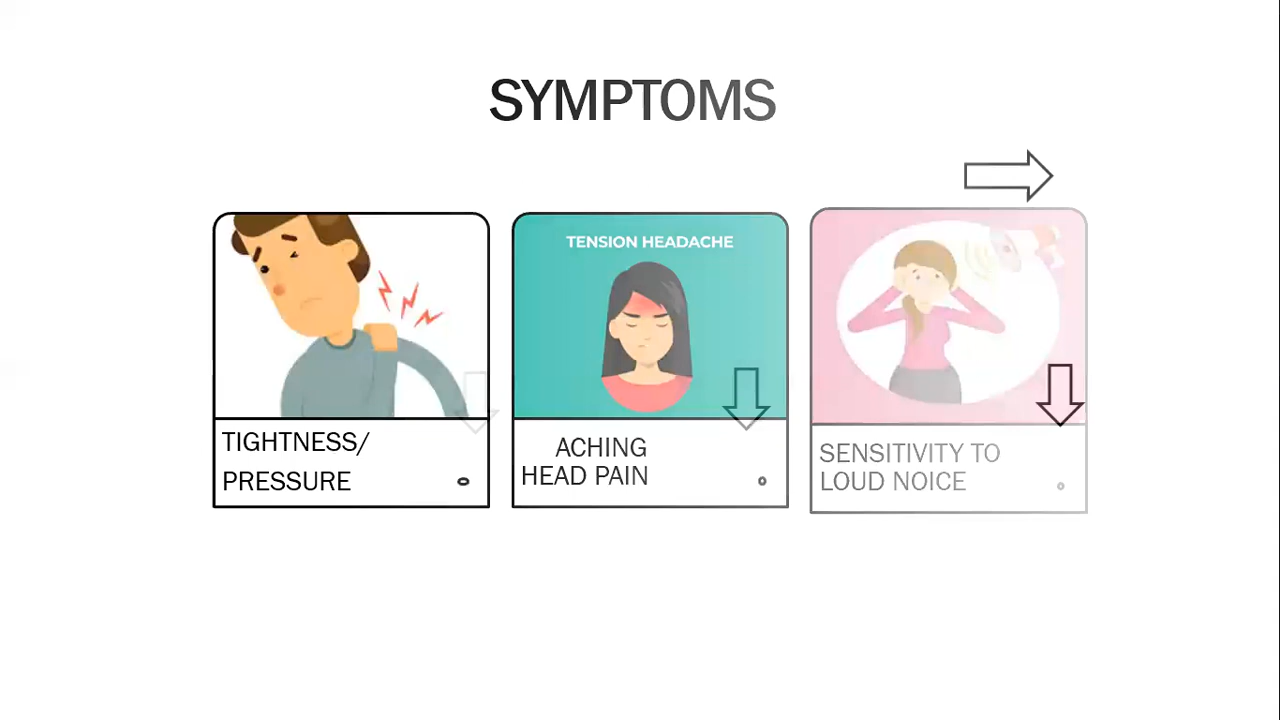 SYMPTOMS
TENSION HEADACHE
TIGHTNESS/
PRESSURE
ACHING
HEAD PAIN
SENSITIVITY TO
LOUD NOICE